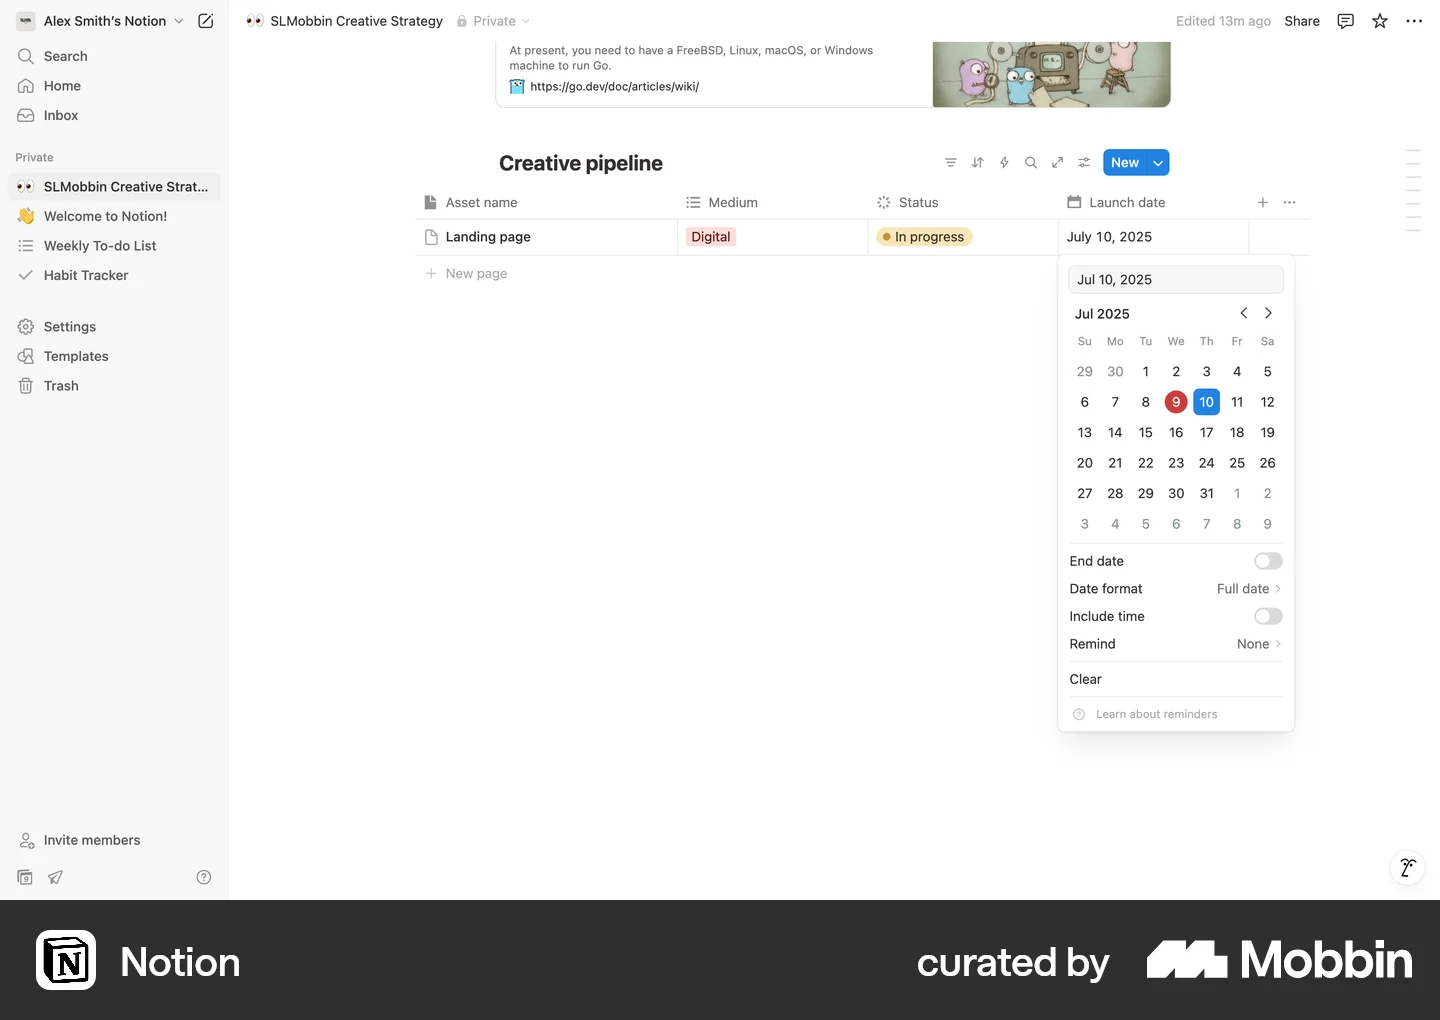 Alex Smith's Notion
Search
Home
Inbox
Private
SLMobbin Creative Strat...
Welcome to Notion!
Weekly To-do List
Habit Tracker
Settings
Templates
Trash
Invite members
SLMobbin Creative Strategy Private
Edited 13m ago Share
At present, you need to have a FreeBSD, Linux, macOS, or Windows
machine to run Go.
https://go.dev/doc/articles/wiki/
Creative pipeline
New
Asset name Medium Status Launch date
Landing page Digital In progress July 10, 2025
New page
Jul 10, 2025
Jul 2025
Su Mo Tu We Th Fr Sa
29 30 1 2 3 4 5
6 7 8 9 10 11 12
13 14 15 16 17 18 19
20 21 22 23 24 25 26
27 28 29 30 31 1 2
3 4 5 6 7 8 9
End date
Date format Full date
Include time
Remind None
Clear
Learn about reminders
Notion
curated by Mobbin